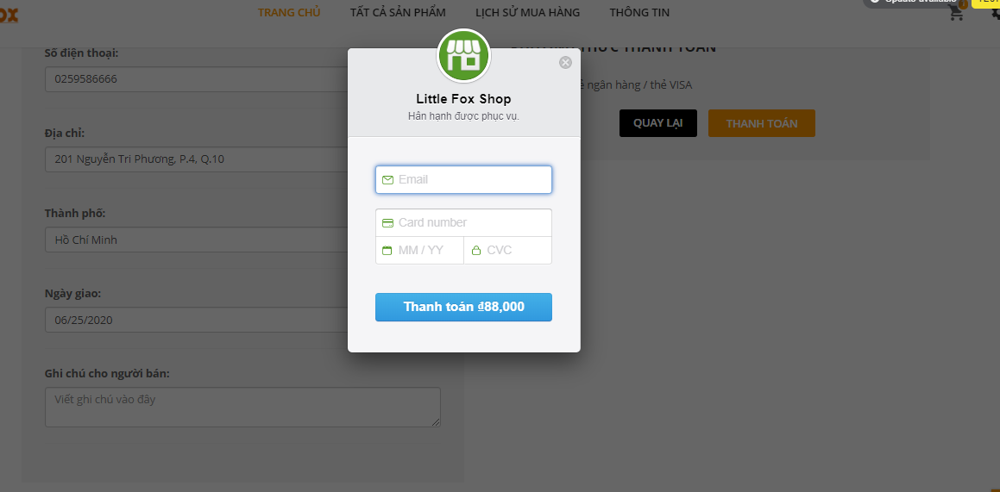 OX
TRANG CHỦ
TẤT CẢ SẢN PHẨM
LỊCH SỬ MUA HÀNG
THÔNG TIN
Update available
Số điện thoại:
0259586666
Địa chỉ:
201 Nguyễn Tri Phương, P.4, Q.10
Thành phố:
Hồ Chí Minh
Ngày giao:
06/25/2020
Ghi chú cho người bán:
Viết ghi chú vào đây
Little Fox Shop
Hân hạnh được phục vụ.
Email
Card number
MM / YY
CVC
Thanh toán ₫88,000
THỨC THANH TOÁN
ngân hàng / thẻ VISA
QUAY LẠI
THANH TOÁN